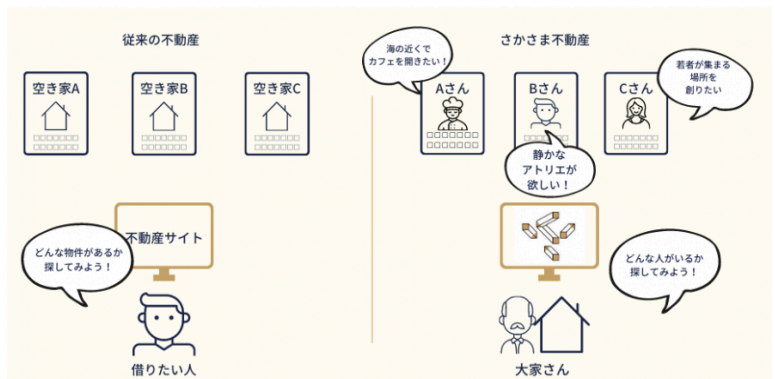 従来の不動産
空き家A
空き家B
空き家C
不動産サイト
どんな物件があるか
探してみよう！
借りたい人
さかさま不動産
海の近くで
カフェを開きたい！
Aさん
Bさん
Cさん
若者が集まる
場所を
創りたい
静かな
アトリエが
欲しい！
どんな人がいるか
探してみよう！
大家さん